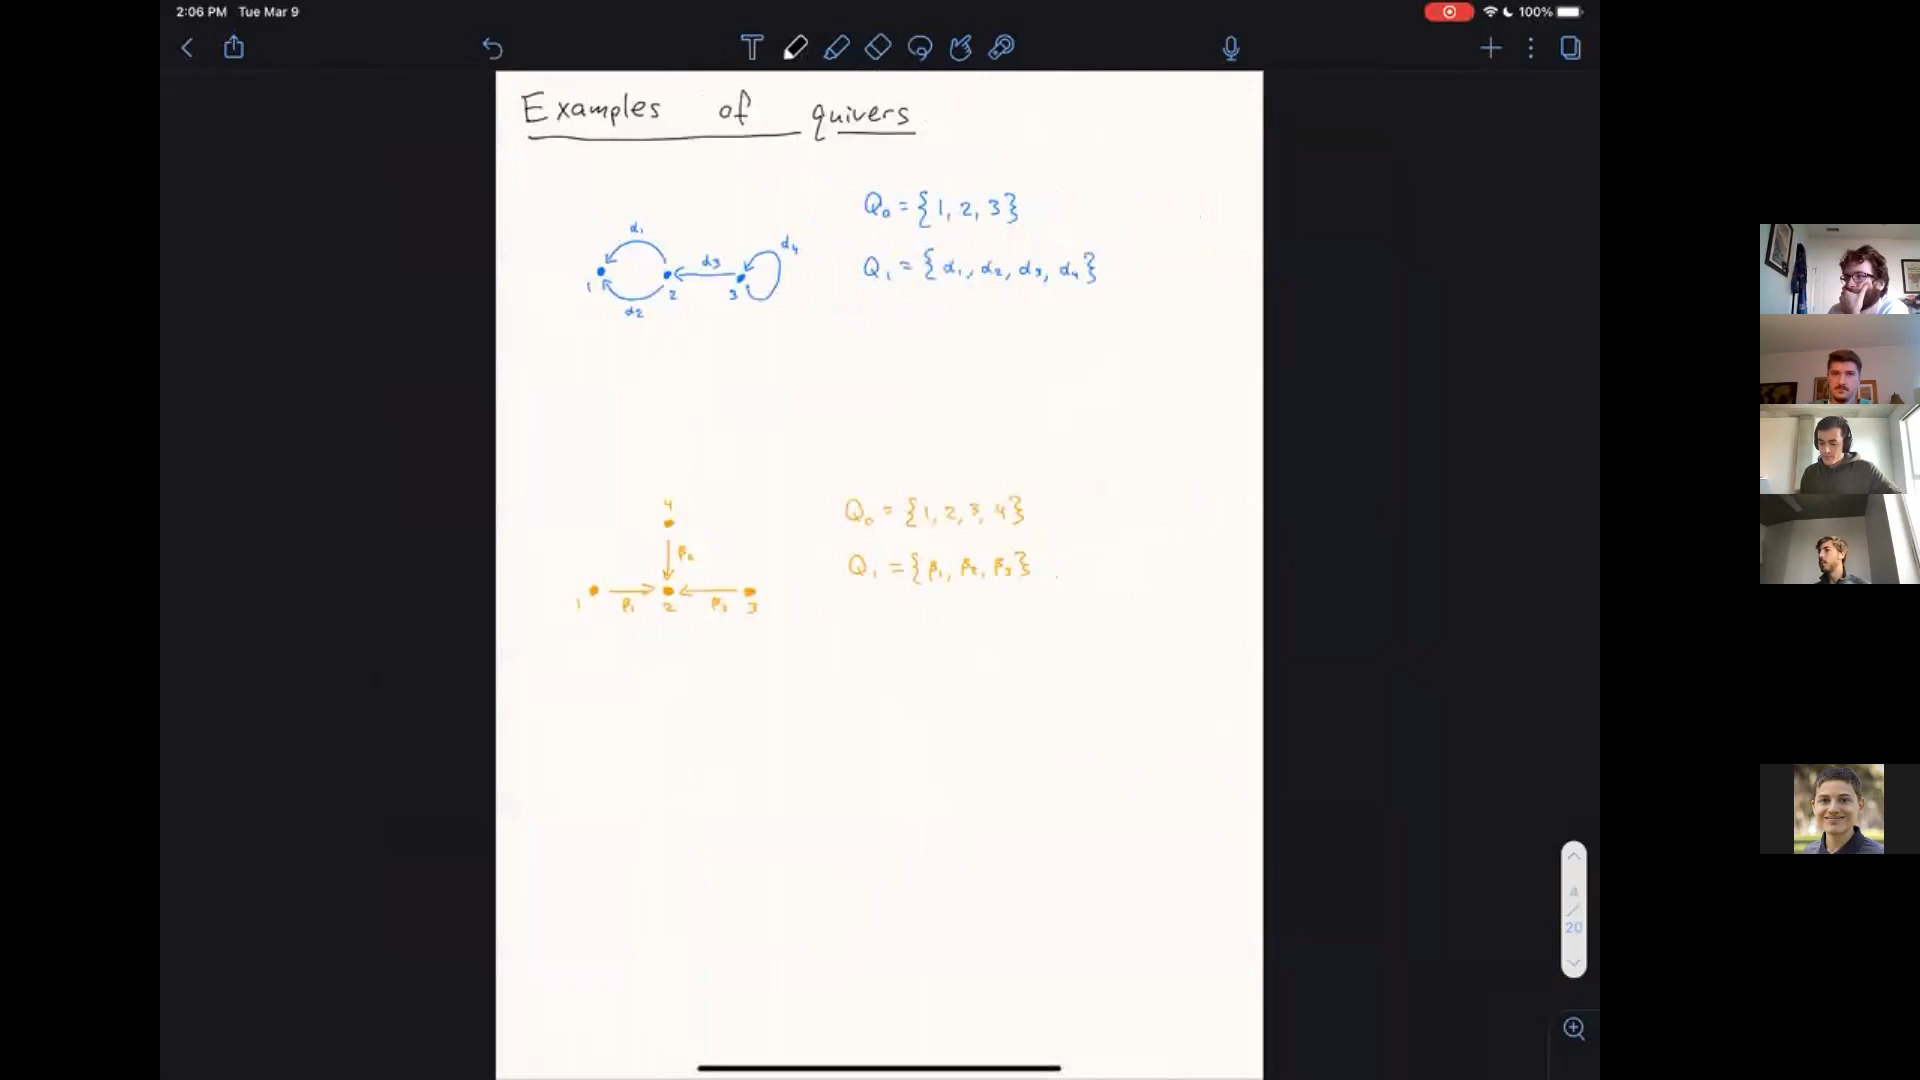 2:06 PM Tue Mar 9
100%
Examples of quivers
Q₀ = {1, 2, 3}
Q₁ = {α₁, α₂, α₃, α₄}
α₁
α₄
α₃
1
2
3
α₂
Q₀ = {1, 2, 3, 4}
Q₁ = {β₁, β₂, β₃}
4
1
β₁
2
3
20